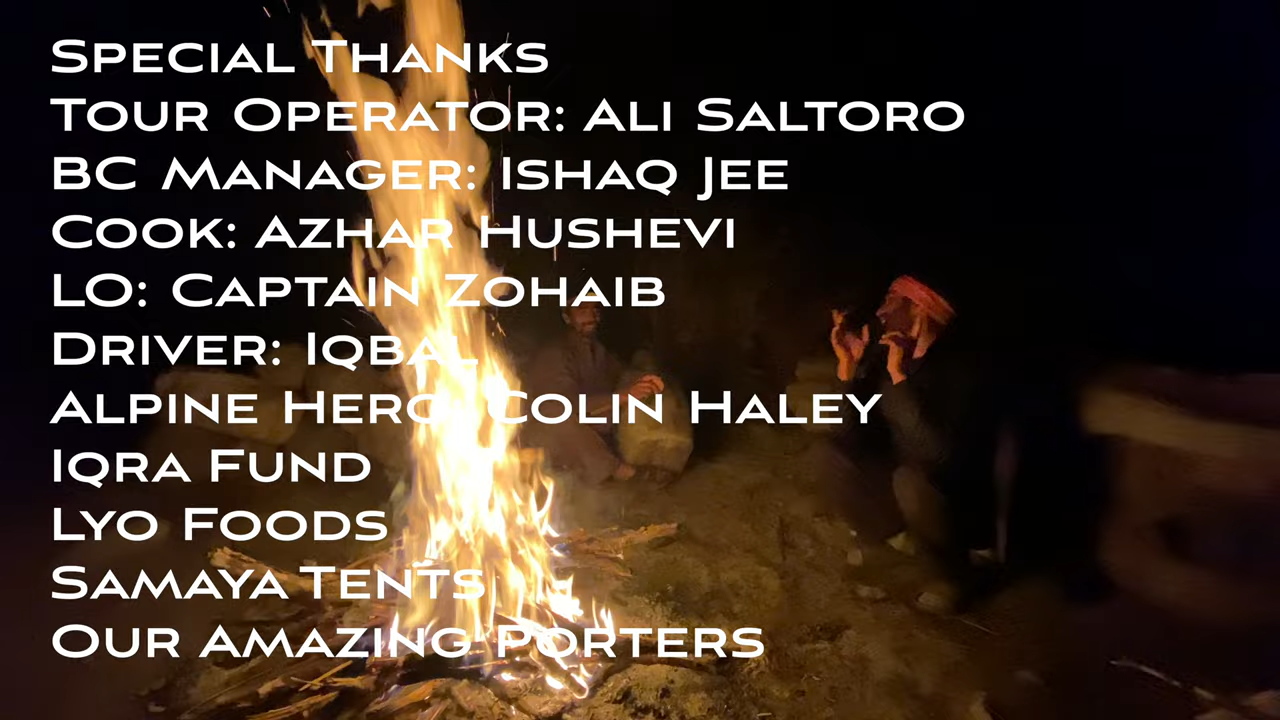 Special Thanks
Tour Operator: Ali Saltoro
BC Manager: Ishaq Jee
Cook: Azhar Hushevi
LO: Captain Zohaib
Driver: Iqbal
Alpine Hero: Colin Haley
Iqra Fund
Lyo Foods
Samaya Tents
Our Amazing Porters